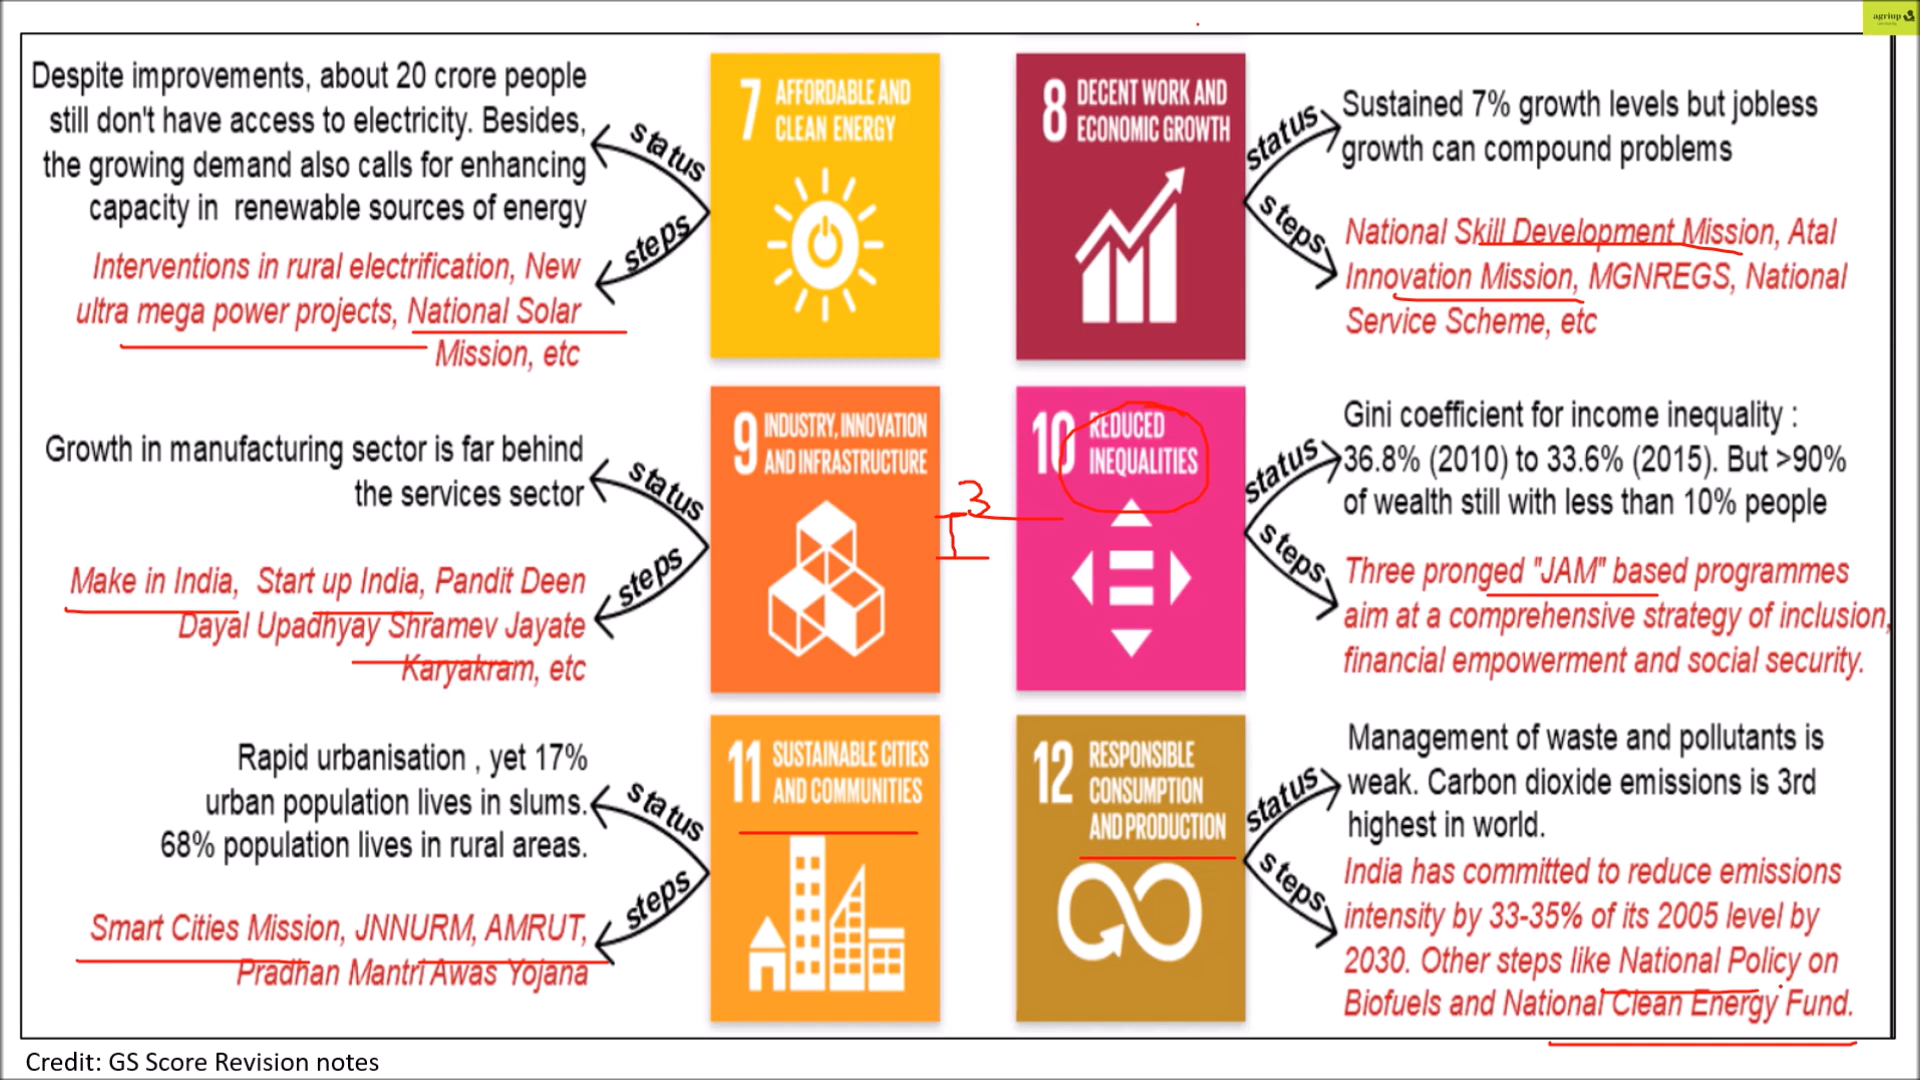 agriup
Despite improvements, about 20 crore people
still don't have access to electricity. Besides,
the growing demand also calls for enhancing
capacity in renewable sources of energy
status
steps
Interventions in rural electrification, New
ultra mega power projects, National Solar
Mission, etc
7 AFFORDABLE AND
CLEAN ENERGY
8 DECENT WORK AND
ECONOMIC GROWTH
status
steps
Sustained 7% growth levels but jobless
growth can compound problems
National Skill Development Mission, Atal
Innovation Mission, MGNREGS, National
Service Scheme, etc
Growth in manufacturing sector is far behind
the services sector
status
steps
Make in India, Start up India, Pandit Deen
Dayal Upadhyay Shramev Jayate
Karyakram, etc
9 INDUSTRY, INNOVATION
AND INFRASTRUCTURE
I3
10 REDUCED
INEQUALITIES
status
steps
Gini coefficient for income inequality :
36.8% (2010) to 33.6% (2015). But >90%
of wealth still with less than 10% people
Three pronged "JAM" based programmes
aim at a comprehensive strategy of inclusion,
financial empowerment and social security.
Rapid urbanisation , yet 17%
urban population lives in slums.
68% population lives in rural areas.
status
steps
Smart Cities Mission, JNNURM, AMRUT,
Pradhan Mantri Awas Yojana
11 SUSTAINABLE CITIES
AND COMMUNITIES
12 RESPONSIBLE
CONSUMPTION
AND PRODUCTION
status
steps
Management of waste and pollutants is
weak. Carbon dioxide emissions is 3rd
highest in world.
India has committed to reduce emissions
intensity by 33-35% of its 2005 level by
2030. Other steps like National Policy on
Biofuels and National Clean Energy Fund.
Credit: GS Score Revision notes